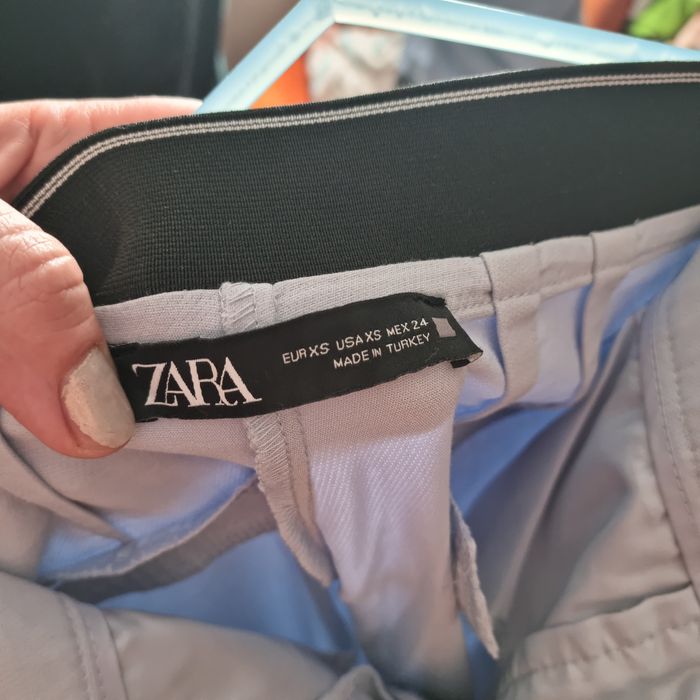 ZARA
EUR XS USA XS MEX 24
MADE IN TURKEY